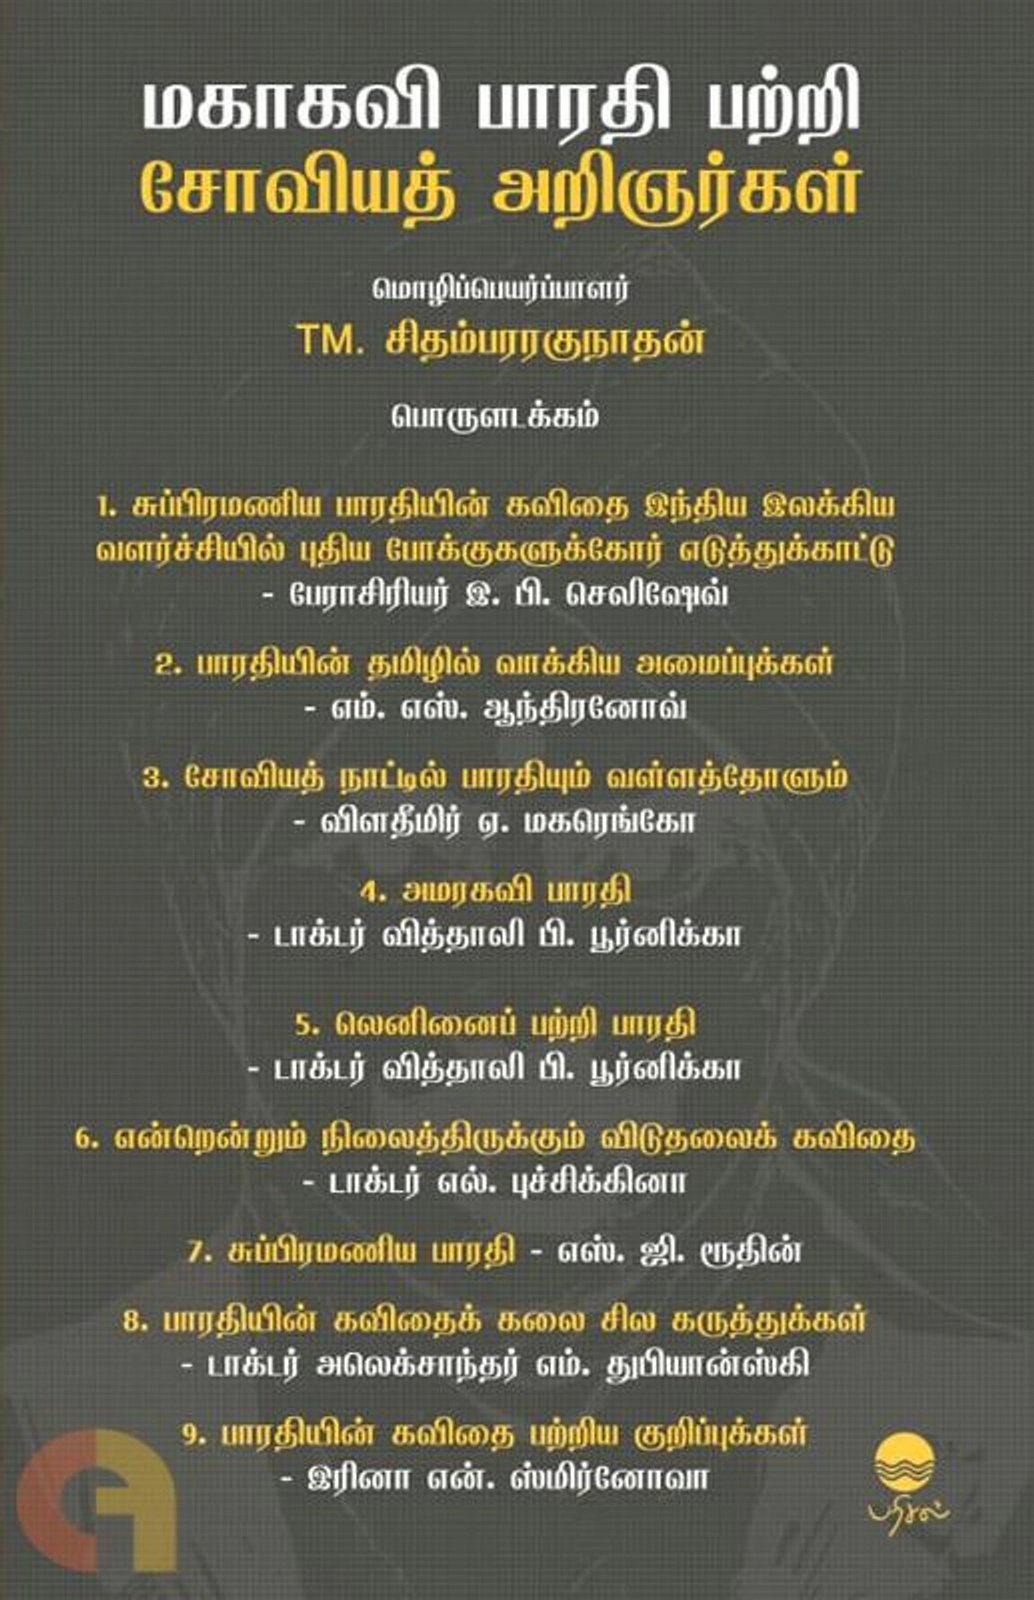 மகாகவி பாரதி பற்றி
சோவியத் அறிஞர்கள்
மொழிப்பெயர்ப்பாளர்
TM. சிதம்பரரகுநாதன்
பொருளடக்கம்
1. சுப்பிரமணிய பாரதியின் கவிதை இந்திய இலக்கிய
வளர்ச்சியில் புதிய போக்குகளுக்கோர் எடுத்துக்காட்டு
- பேராசிரியர் இ. பி. செலிஷேவ்
2. பாரதியின் தமிழில் வாக்கிய அமைப்புக்கள்
- எம். எஸ். ஆந்திரனோவ்
3. சோவியத் நாட்டில் பாரதியும் வள்ளத்தோளும்
- விளதீமிர் ஏ. மகரெங்கோ
4. அமரகவி பாரதி
- டாக்டர் வித்தாலி பி. பூர்னிக்கா
5. லெனினைப் பற்றி பாரதி
- டாக்டர் வித்தாலி பி. பூர்னிக்கா
6. என்றென்றும் நிலைத்திருக்கும் விடுதலைக் கவிதை
- டாக்டர் எல். புச்சிக்கினா
7. சுப்பிரமணிய பாரதி - எஸ். ஜி. ரூதின்
8. பாரதியின் கவிதைக் கலை சில கருத்துக்கள்
- டாக்டர் அலெக்சாந்தர் எம். துபியான்ஸ்கி
9. பாரதியின் கவிதை பற்றிய குறிப்புக்கள்
- இரினா என். ஸ்மிர்னோவா
பரிசல்